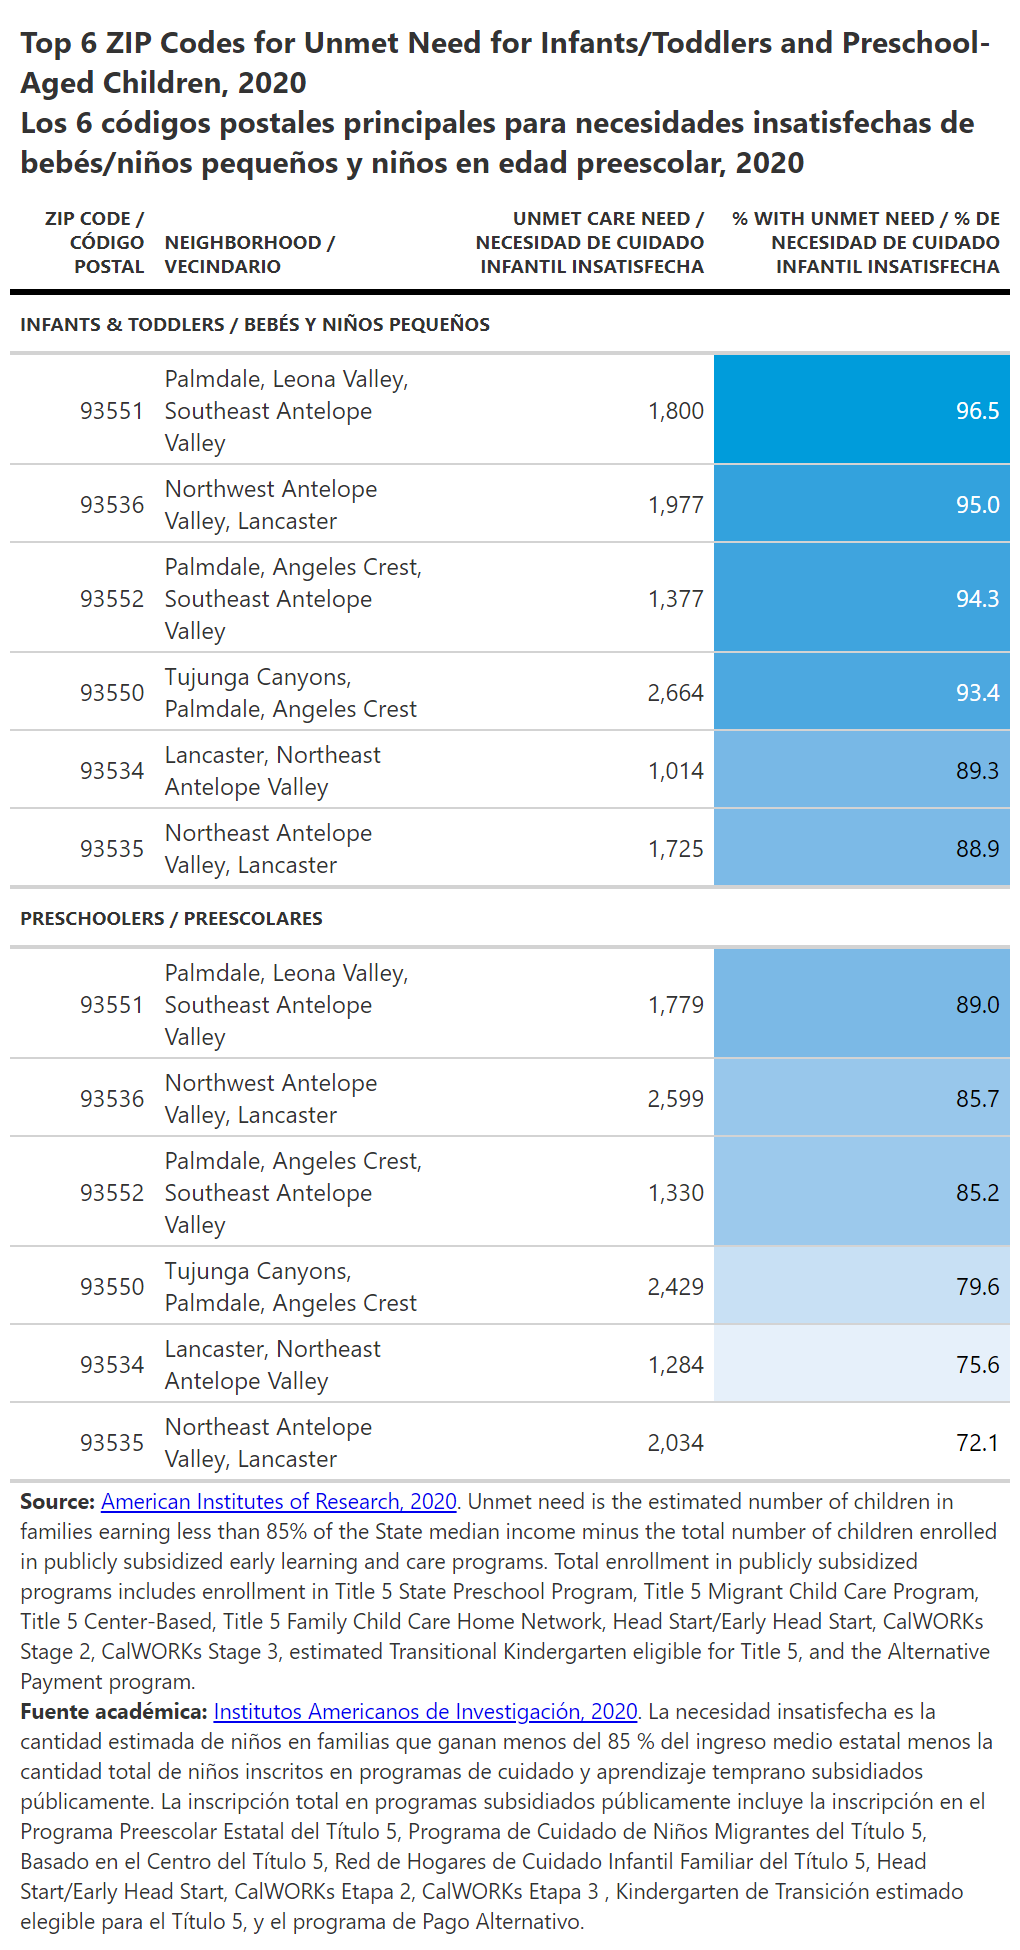 Top 6 ZIP Codes for Unmet Need for Infants/Toddlers and Preschool-
Aged Children, 2020
Los 6 códigos postales principales para necesidades insatisfechas de
bebés/niños pequeños y niños en edad preescolar, 2020
ZIP CODE /
CÓDIGO
POSTAL
NEIGHBORHOOD /
VECINDARIO
UNMET CARE NEED /
NECESIDAD DE CUIDADO
INFANTIL INSATISFECHA
% WITH UNMET NEED / % DE
NECESIDAD DE CUIDADO
INFANTIL INSATISFECHA
INFANTS & TODDLERS / BEBÉS Y NIÑOS PEQUEÑOS
93551
Palmdale, Leona Valley,
Southeast Antelope
Valley
1,800
96.5
93536
Northwest Antelope
Valley, Lancaster
1,977
95.0
93552
Palmdale, Angeles Crest,
Southeast Antelope
Valley
1,377
94.3
93550
Tujunga Canyons,
Palmdale, Angeles Crest
2,664
93.4
93534
Lancaster, Northeast
Antelope Valley
1,014
89.3
93535
Northeast Antelope
Valley, Lancaster
1,725
88.9
PRESCHOOLERS / PREESCOLARES
93551
Palmdale, Leona Valley,
Southeast Antelope
Valley
1,779
89.0
93536
Northwest Antelope
Valley, Lancaster
2,599
85.7
93552
Palmdale, Angeles Crest,
Southeast Antelope
Valley
1,330
85.2
93550
Tujunga Canyons,
Palmdale, Angeles Crest
2,429
79.6
93534
Lancaster, Northeast
Antelope Valley
1,284
75.6
93535
Northeast Antelope
Valley, Lancaster
2,034
72.1
Source: American Institutes of Research, 2020. Unmet need is the estimated number of children in
families earning less than 85% of the State median income minus the total number of children enrolled
in publicly subsidized early learning and care programs. Total enrollment in publicly subsidized
programs includes enrollment in Title 5 State Preschool Program, Title 5 Migrant Child Care Program,
Title 5 Center-Based, Title 5 Family Child Care Home Network, Head Start/Early Head Start, CalWORKs
Stage 2, CalWORKs Stage 3, estimated Transitional Kindergarten eligible for Title 5, and the Alternative
Payment program.
Fuente académica: Institutos Americanos de Investigación, 2020. La necesidad insatisfecha es la
cantidad estimada de niños en familias que ganan menos del 85 % del ingreso medio estatal menos la
cantidad total de niños inscritos en programas de cuidado y aprendizaje temprano subsidiados
públicamente. La inscripción total en programas subsidiados públicamente incluye la inscripción en el
Programa Preescolar Estatal del Título 5, Programa de Cuidado de Niños Migrantes del Título 5,
Basado en el Centro del Título 5, Red de Hogares de Cuidado Infantil Familiar del Título 5, Head
Start/Early Head Start, CalWORKs Etapa 2, CalWORKs Etapa 3 , Kindergarten de Transición estimado
elegible para el Título 5, y el programa de Pago Alternativo.